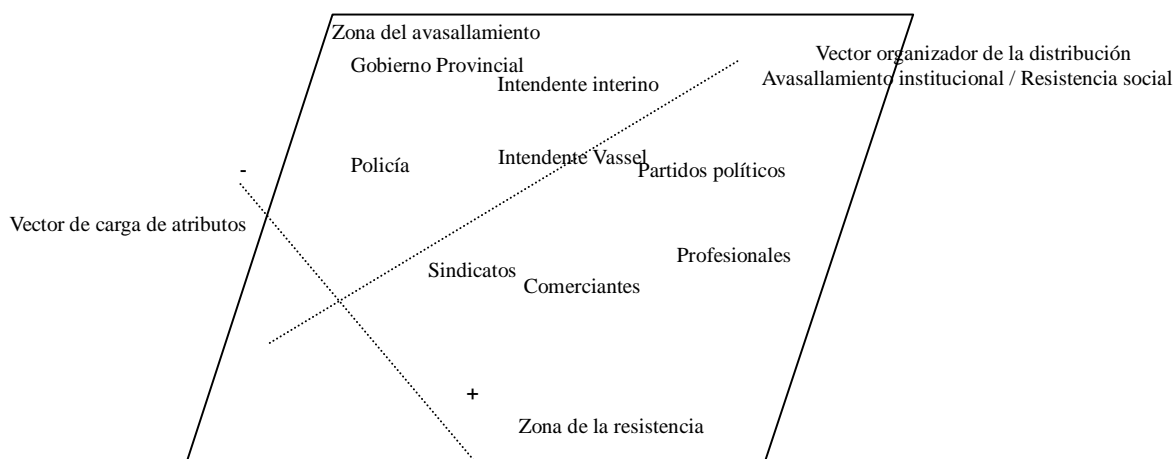 Zona del avasallamiento
Vector organizador de la distribución
Avasallamiento institucional / Resistencia social
Gobierno Provincial
Intendente interino
Intendente Vassel
Policía
Partidos políticos
-
Vector de carga de atributos
Profesionales
Sindicatos
Comerciantes
+
Zona de la resistencia